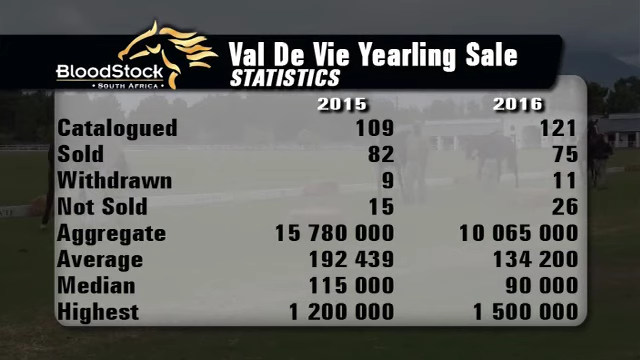 BloodStock
• SOUTH AFRICA •
Val De Vie Yearling Sale
STATISTICS
2015 2016
Catalogued 109 121
Sold 82 75
Withdrawn 9 11
Not Sold 15 26
Aggregate 15 780 000 10 065 000
Average 192 439 134 200
Median 115 000 90 000
Highest 1 200 000 1 500 000